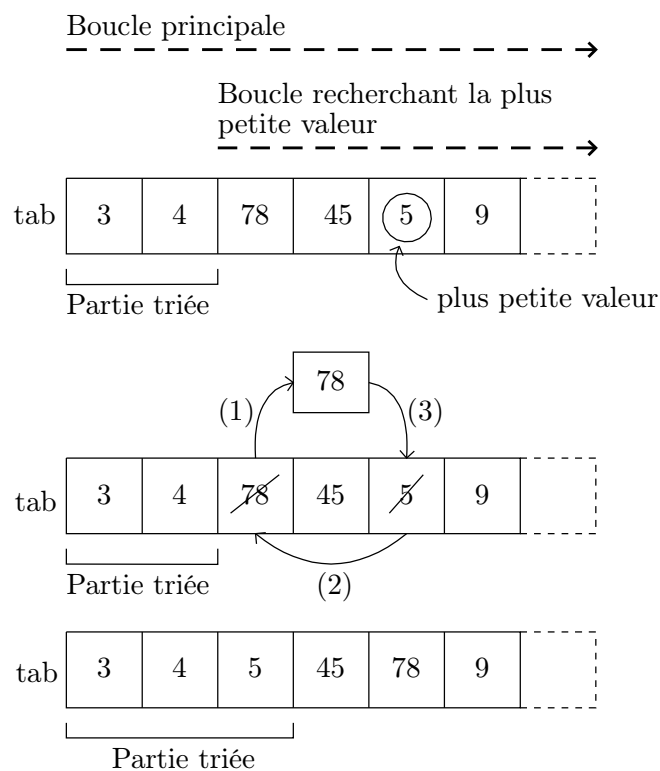 Boucle principale
Boucle recherchant la plus
petite valeur
tab 3 4 78 45 5 9
Partie triée
plus petite valeur
78
(1) (3)
tab 3 4 78 45 5 9
Partie triée
(2)
tab 3 4 5 45 78 9
Partie triée